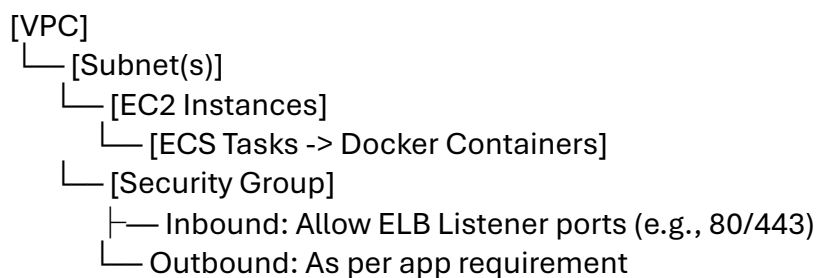 [VPC]
└── [Subnet(s)]
└── [EC2 Instances]
└── [ECS Tasks -> Docker Containers]
└── [Security Group]
├── Inbound: Allow ELB Listener ports (e.g., 80/443)
└── Outbound: As per app requirement